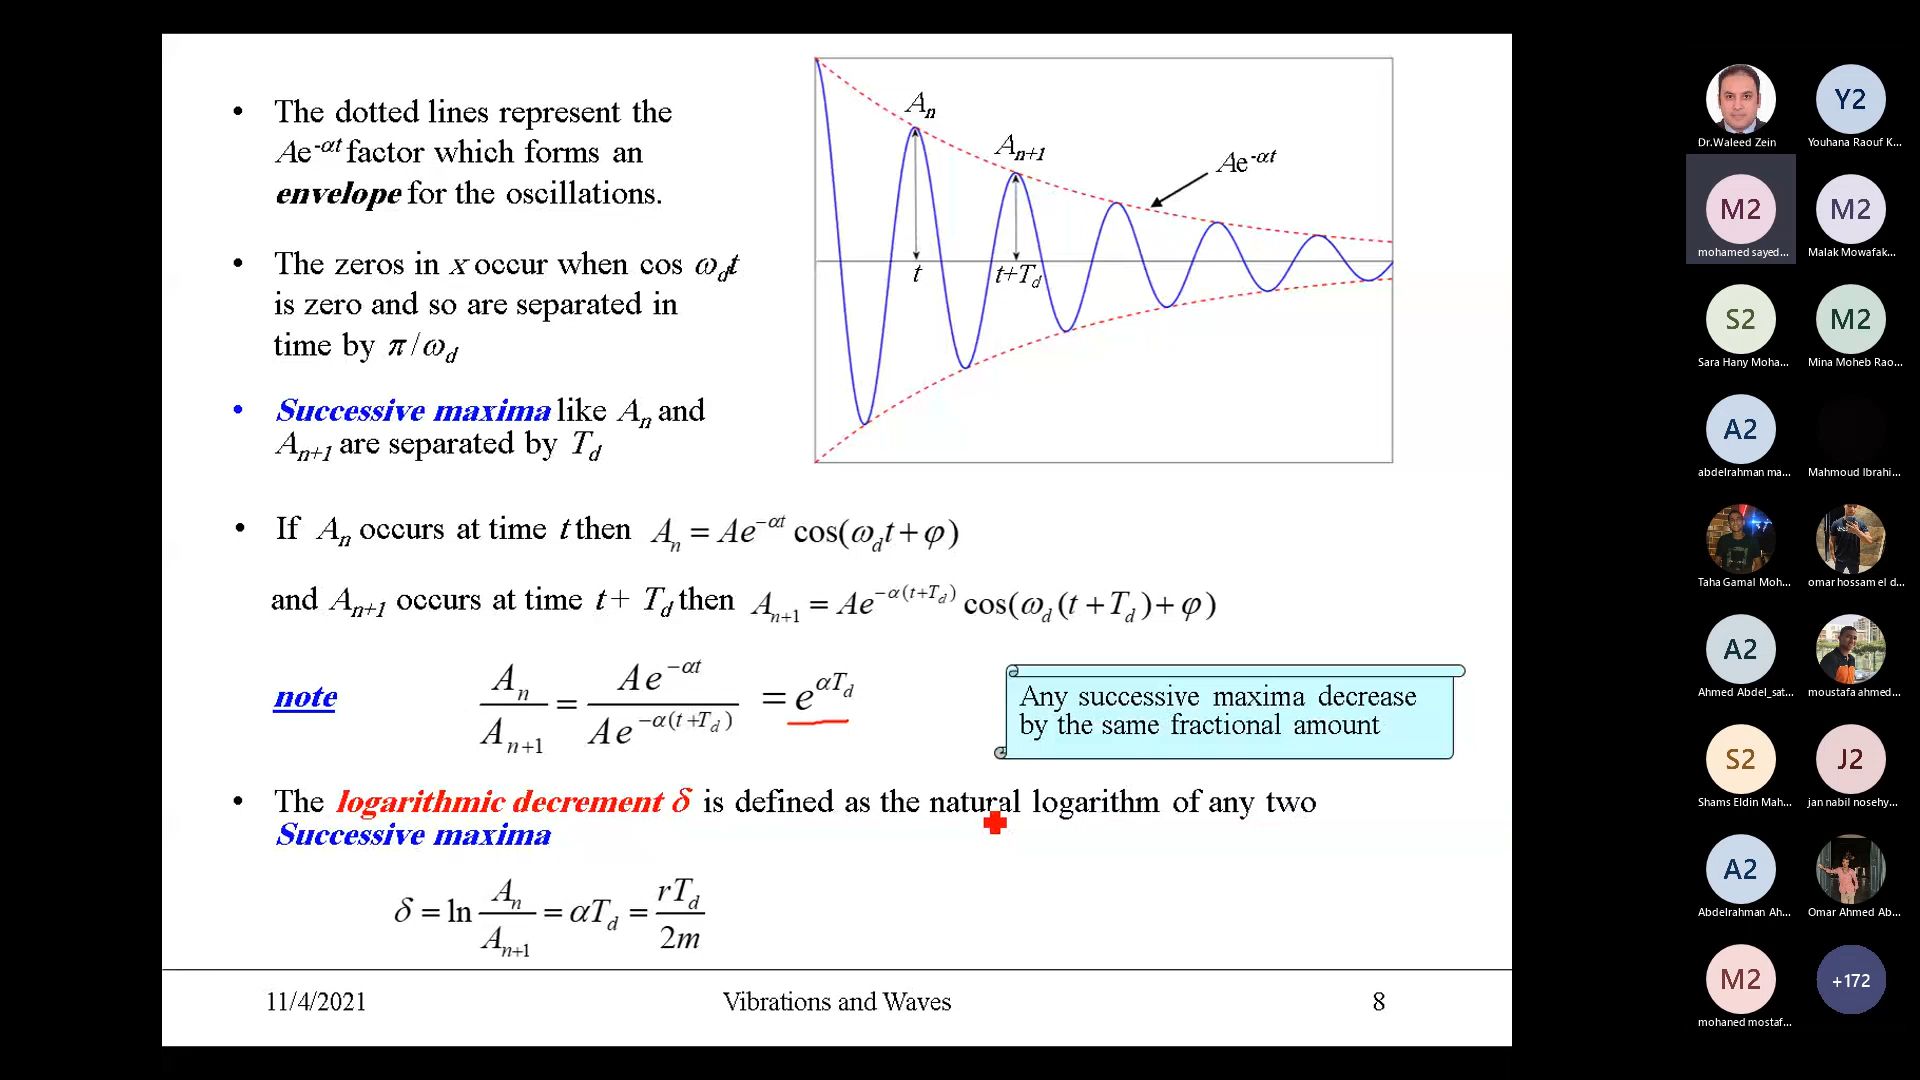 • The dotted lines represent the
Ae^-αt factor which forms an
envelope for the oscillations.
• The zeros in x occur when cos ω_d t
is zero and so are separated in
time by π/ω_d
• Successive maxima like A_n and
A_n+1 are separated by T_d
A_n
A_n+1
Ae^-αt
t
t+T_d
• If A_n occurs at time t then A_n = Ae^−αt cos(ω_d t + φ)
and A_n+1 occurs at time t + T_d then A_n+1 = Ae^−α(t+T_d) cos(ω_d (t + T_d) + φ)
note A_n / A_n+1 = Ae^−αt / Ae^−α(t+T_d) = e^αT_d
Any successive maxima decrease
by the same fractional amount
• The logarithmic decrement δ is defined as the natural logarithm of any two
Successive maxima
δ = ln A_n / A_n+1 = αT_d = rT_d / 2m
11/4/2021 Vibrations and Waves 8
Dr.Waleed Zein
Y2
Youhana Raouf K...
M2
mohamed sayed...
M2
Malak Mowafak...
S2
Sara Hany Moha...
M2
Mina Moheb Rao...
A2
abdelrahman ma...
Mahmoud Ibrahi...
Taha Gamal Moh...
omar hossam el d...
A2
Ahmed Abdel_sat...
moustafa ahmed...
S2
Shams Eldin Mah...
J2
jan nabil nosehy...
A2
Abdelrahman Ah...
Omar Ahmed Ab...
M2
mohaned mostaf...
+172